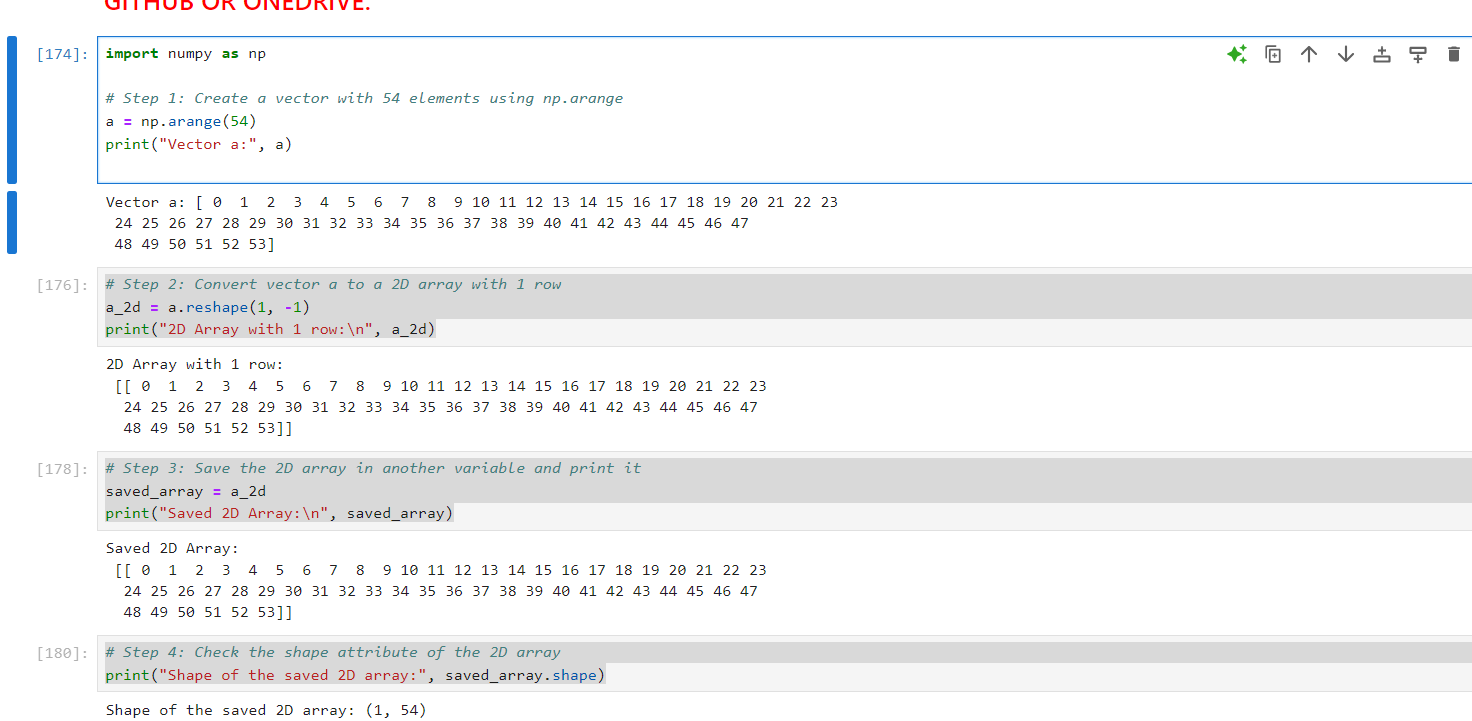 GITHUB OR ONEDRIVE.
[174]: import numpy as np
# Step 1: Create a vector with 54 elements using np.arange
a = np.arange(54)
print("Vector a:", a)
Vector a: [ 0  1  2  3  4  5  6  7  8  9 10 11 12 13 14 15 16 17 18 19 20 21 22 23
 24 25 26 27 28 29 30 31 32 33 34 35 36 37 38 39 40 41 42 43 44 45 46 47
 48 49 50 51 52 53]
[176]: # Step 2: Convert vector a to a 2D array with 1 row
a_2d = a.reshape(1, -1)
print("2D Array with 1 row:\n", a_2d)
2D Array with 1 row:
 [[ 0  1  2  3  4  5  6  7  8  9 10 11 12 13 14 15 16 17 18 19 20 21 22 23
  24 25 26 27 28 29 30 31 32 33 34 35 36 37 38 39 40 41 42 43 44 45 46 47
  48 49 50 51 52 53]]
[178]: # Step 3: Save the 2D array in another variable and print it
saved_array = a_2d
print("Saved 2D Array:\n", saved_array)
Saved 2D Array:
 [[ 0  1  2  3  4  5  6  7  8  9 10 11 12 13 14 15 16 17 18 19 20 21 22 23
  24 25 26 27 28 29 30 31 32 33 34 35 36 37 38 39 40 41 42 43 44 45 46 47
  48 49 50 51 52 53]]
[180]: # Step 4: Check the shape attribute of the 2D array
print("Shape of the saved 2D array:", saved_array.shape)
Shape of the saved 2D array: (1, 54)